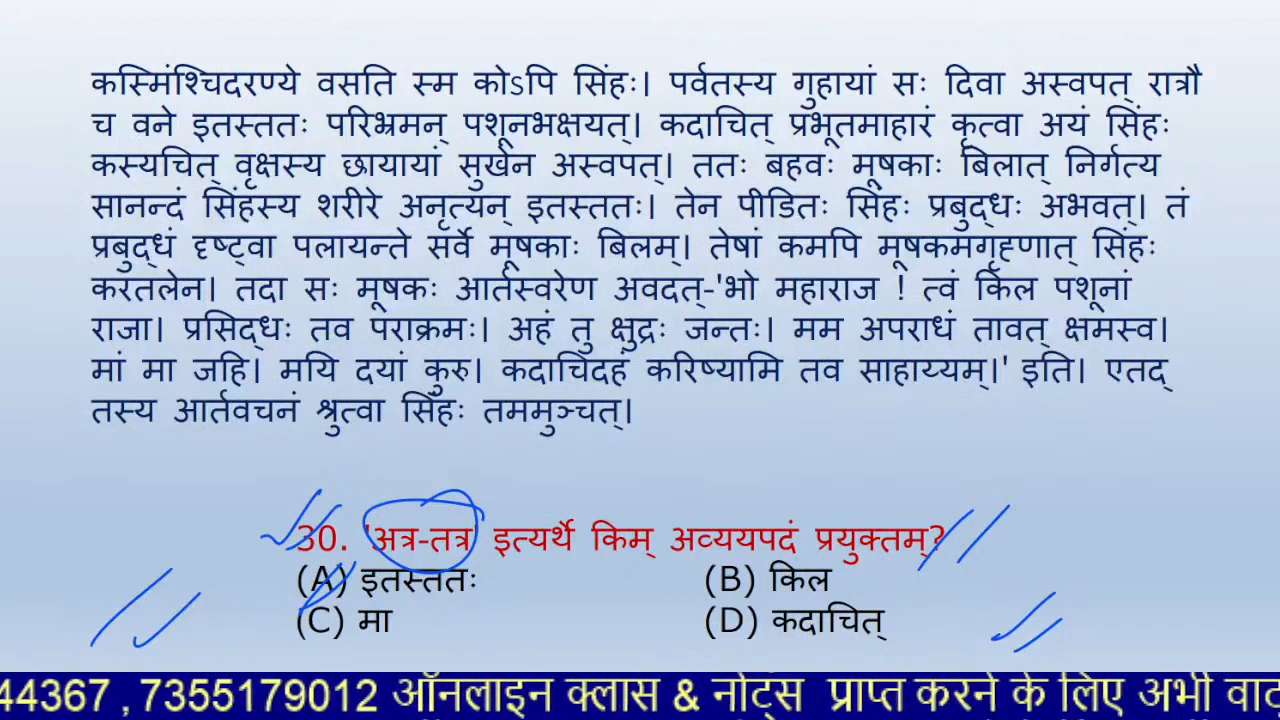 कस्मिंश्चिदरण्ये वसति स्म कोऽपि सिंहः। पर्वतस्य गुहायां सः दिवा अस्वपत् रात्रौ
च वने इतस्ततः परिभ्रमन् पशूनभक्षयत्। कदाचित् प्रभूतमाहारं कृत्वा अयं सिंहः
कस्यचित् वृक्षस्य छायायां सुखेन अस्वपत्। ततः बहवः मूषकाः बिलात् निर्गत्य
सानन्दं सिंहस्य शरीरे अनृत्यन् इतस्ततः। तेन पीडितः सिंहः प्रबुद्धः अभवत्। तं
प्रबुद्धं दृष्ट्वा पलायन्ते सर्वे मूषकाः बिलम्। तेषां कमपि मूषकमगृह्णात् सिंहः
करतलेन। तदा सः मूषकः आर्तस्वरेण अवदत्-'भो महाराज ! त्वं किल पशूनां
राजा। प्रसिद्धः तव पराक्रमः। अहं तु क्षुद्रः जन्तः। मम अपराधं तावत् क्षमस्व।
मां मा जहि। मयि दयां कुरु। कदाचिदहं करिष्यामि तव साहाय्यम्।' इति। एतद्
तस्य आर्तवचनं श्रुत्वा सिंहः तममुञ्चत्।
30. 'अत्र-तत्र' इत्यर्थे किम् अव्ययपदं प्रयुक्तम्?
(A) इतस्ततः (B) किल
(C) मा (D) कदाचित्
44367 , 7355179012 ऑनलाइन क्लास & नोट्स प्राप्त करने के लिए अभी वाट